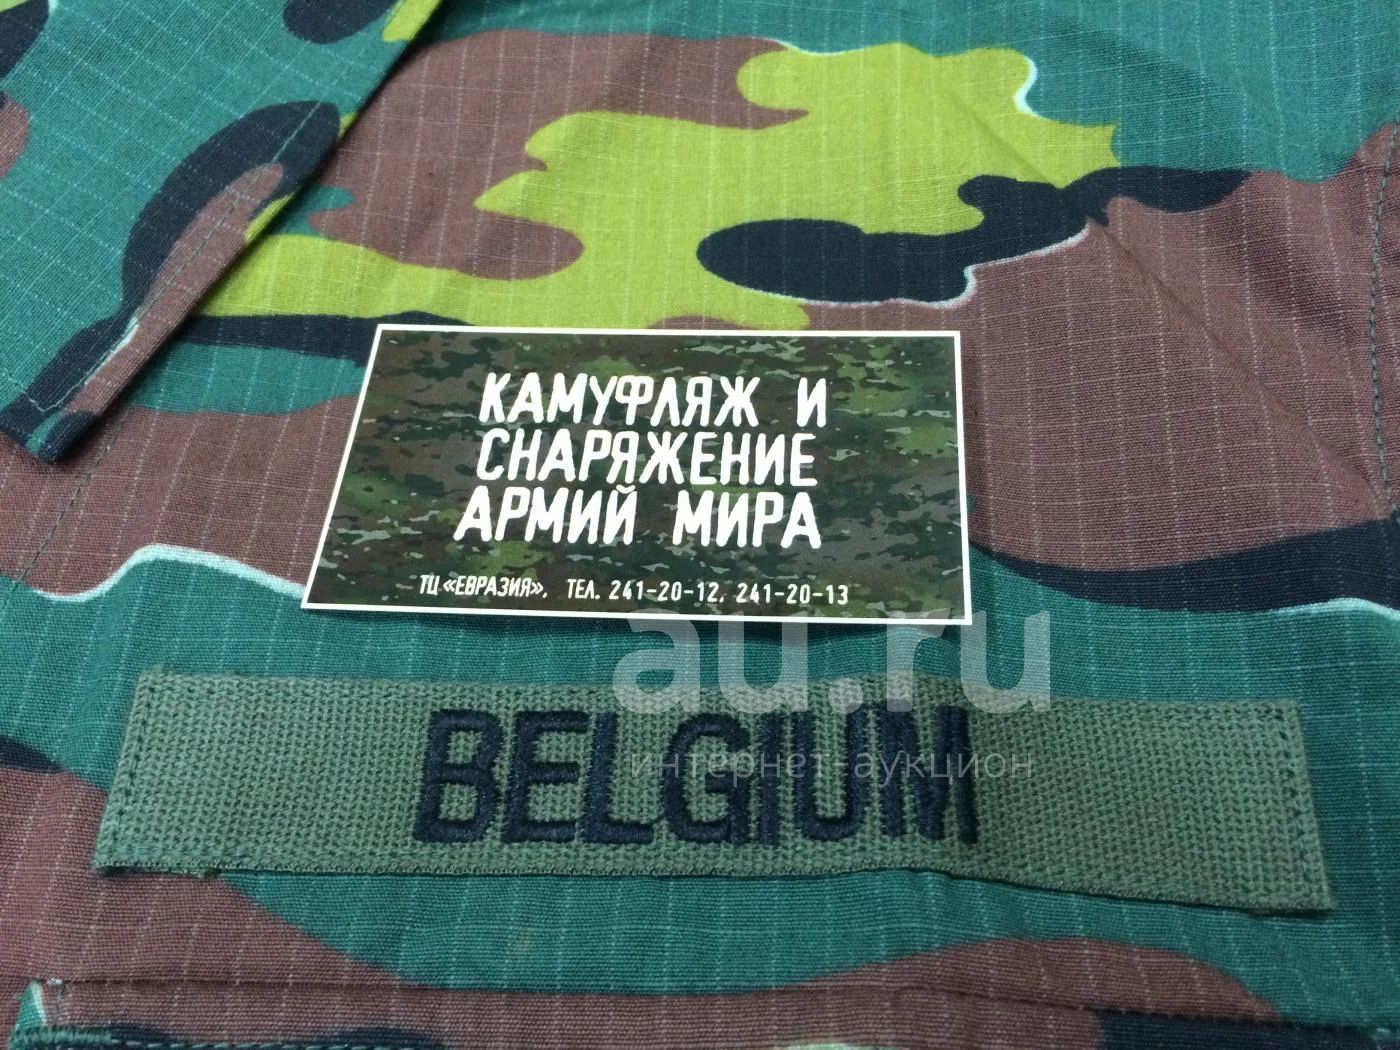 КАМУФЛЯЖ И
СНАРЯЖЕНИЕ
АРМИЙ МИРА
ТЦ «ЕВРАЗИЯ». ТЕЛ. 241-20-12, 241-20-13
au.ru
BELGIUM
интернет-аукцион